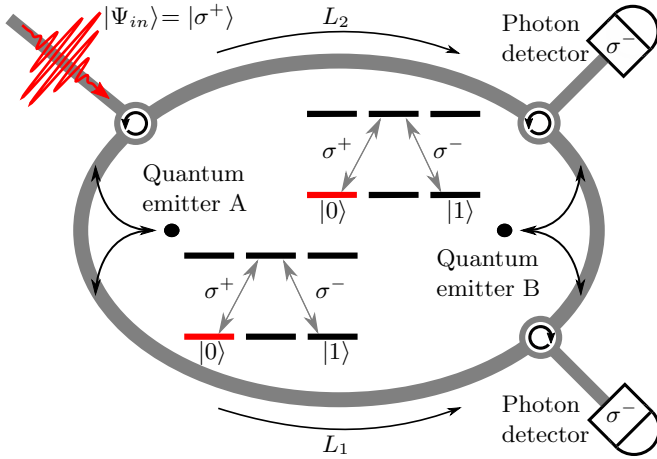 |Ψ_in⟩ = |σ⁺⟩
L₂
Photon
detector
σ⁻
σ⁺
σ⁻
|0⟩
|1⟩
Quantum
emitter A
Quantum
emitter B
σ⁺
σ⁻
|0⟩
|1⟩
L₁
Photon
detector
σ⁻